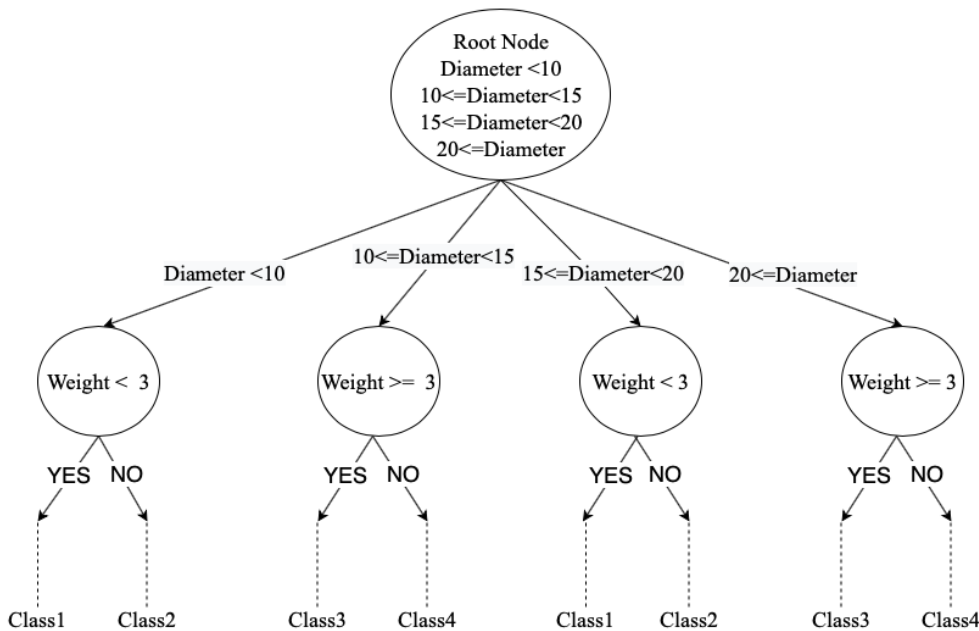 Root Node
Diameter <10
10<=Diameter<15
15<=Diameter<20
20<=Diameter
Diameter <10
10<=Diameter<15
15<=Diameter<20
20<=Diameter
Weight < 3
Weight >= 3
Weight < 3
Weight >= 3
YES NO
YES NO
YES NO
YES NO
Class1
Class2
Class3
Class4
Class1
Class2
Class3
Class4